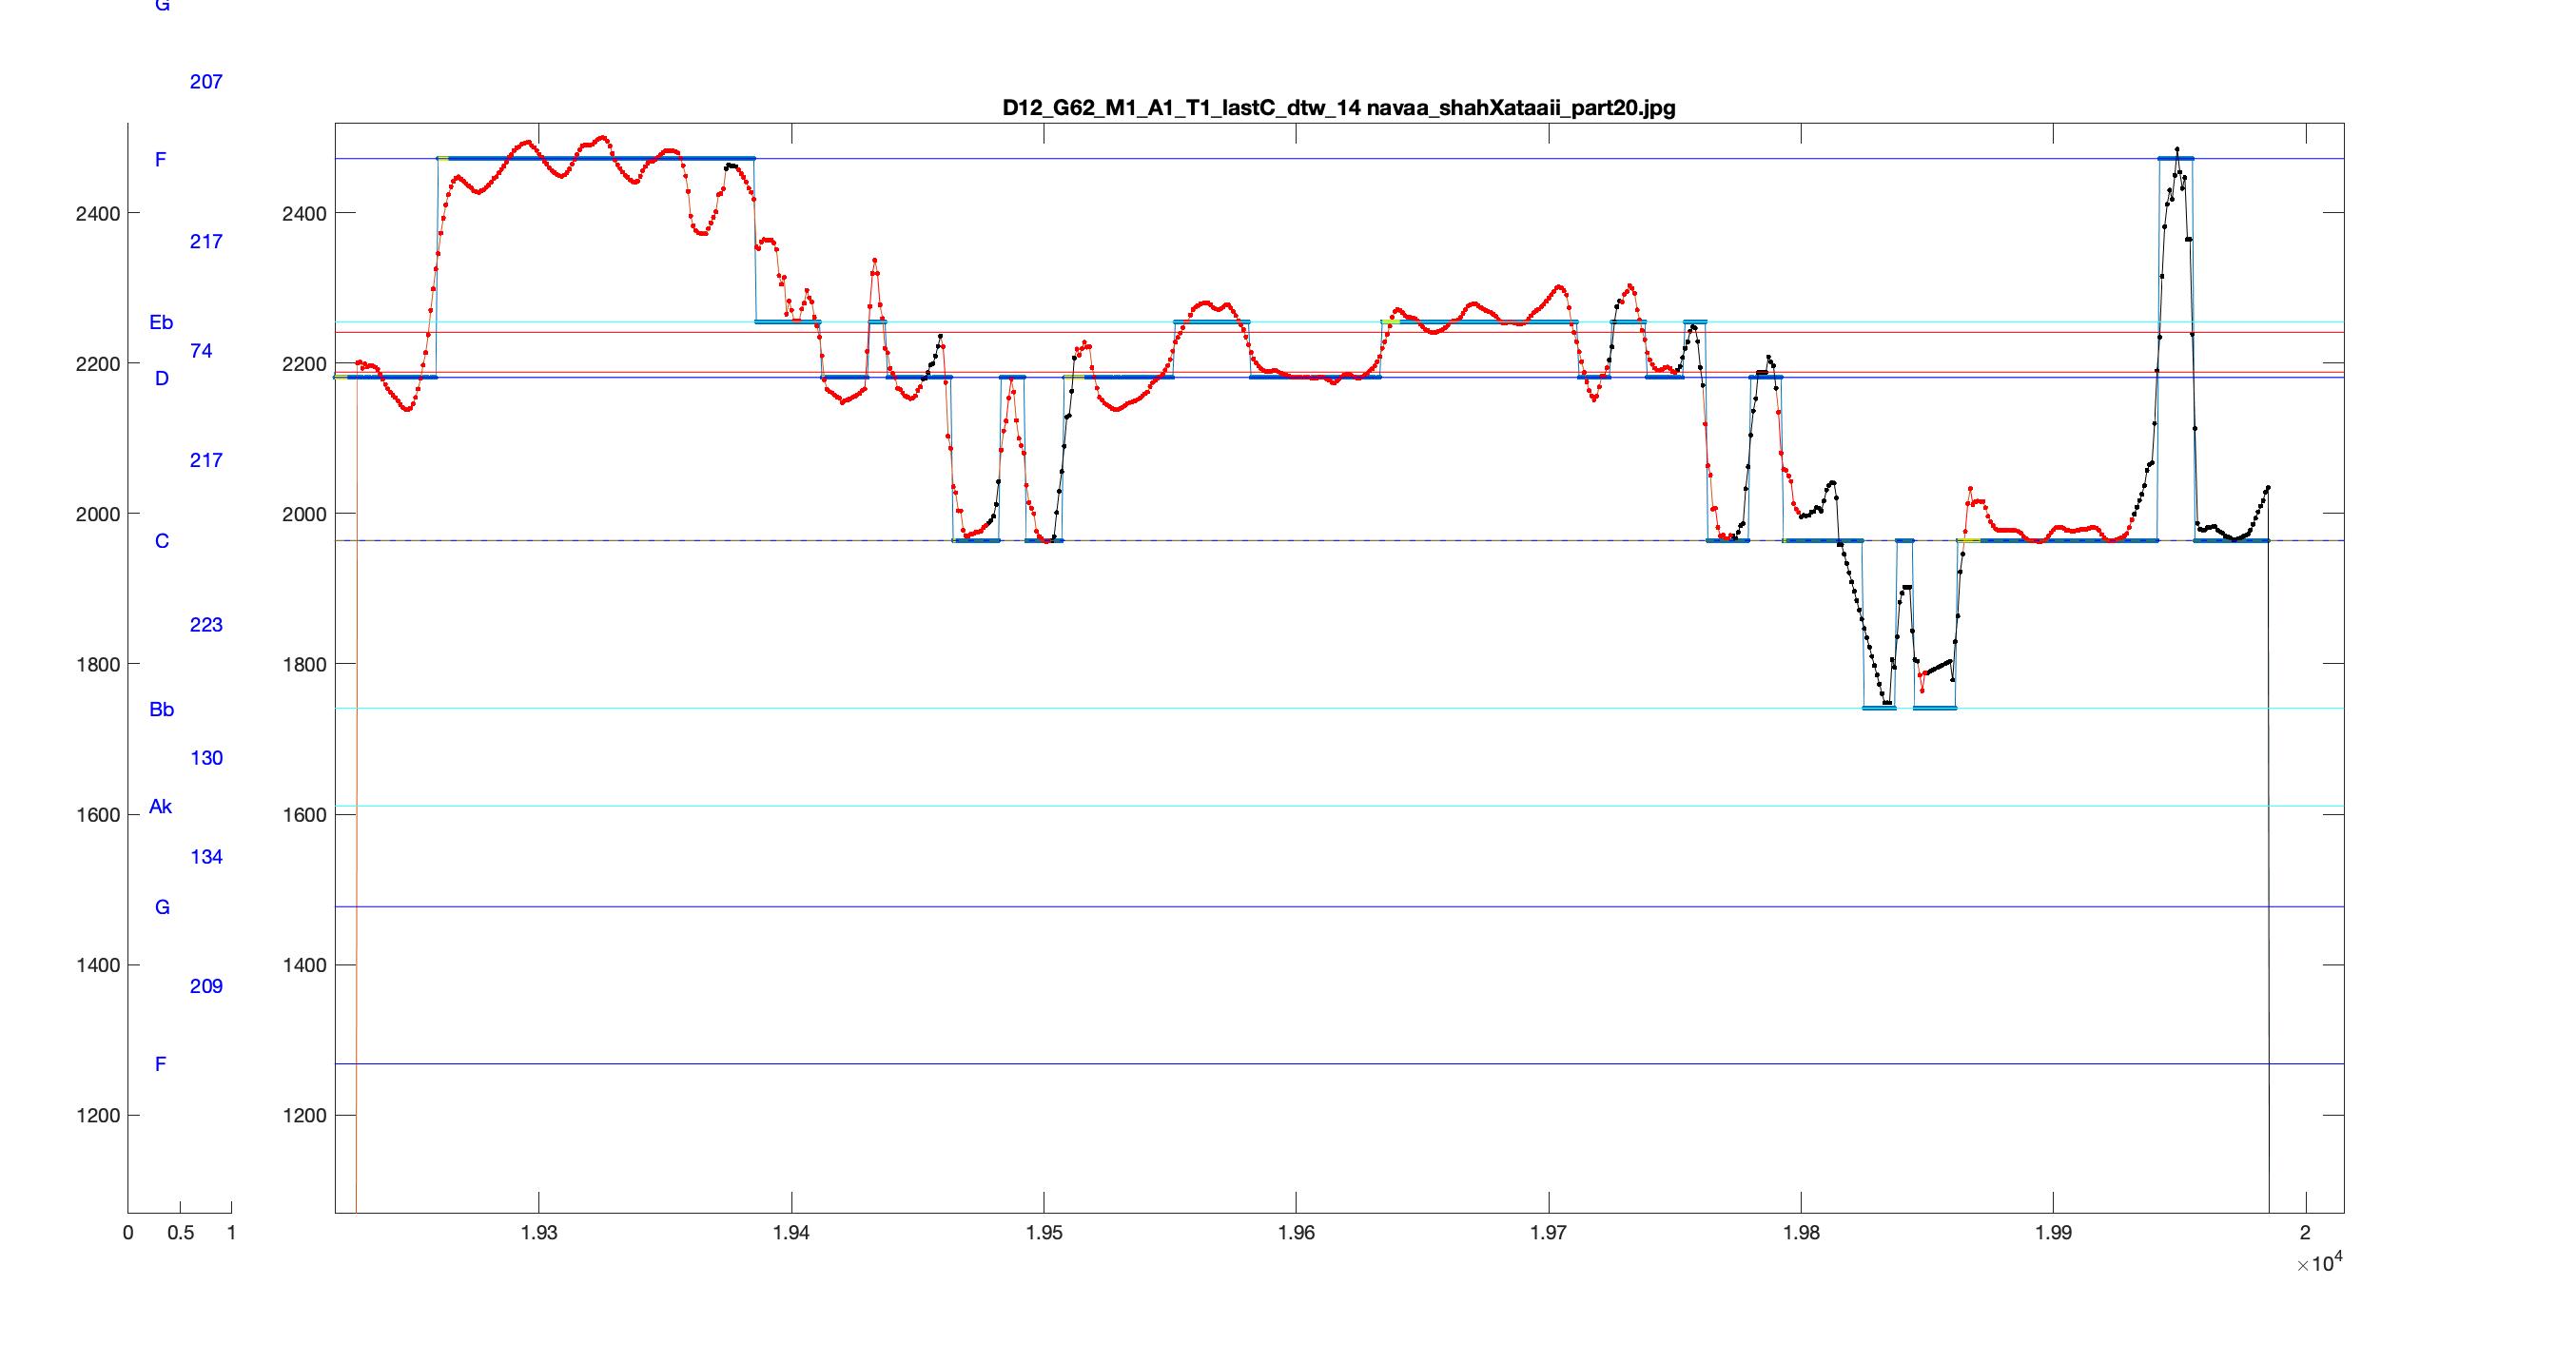 G
207
D12_G62_M1_A1_T1_lastC_dtw_14 navaa_shahXataaii_part20.jpg
F
2400 2400
217
Eb
74
2200 2200
D
217
2000 2000
C
223
1800 1800
Bb
130
Ak
1600 1600
134
G
1400 1400
209
F
1200 1200
0 0.5 1 1.93 1.94 1.95 1.96 1.97 1.98 1.99 2
×10^4